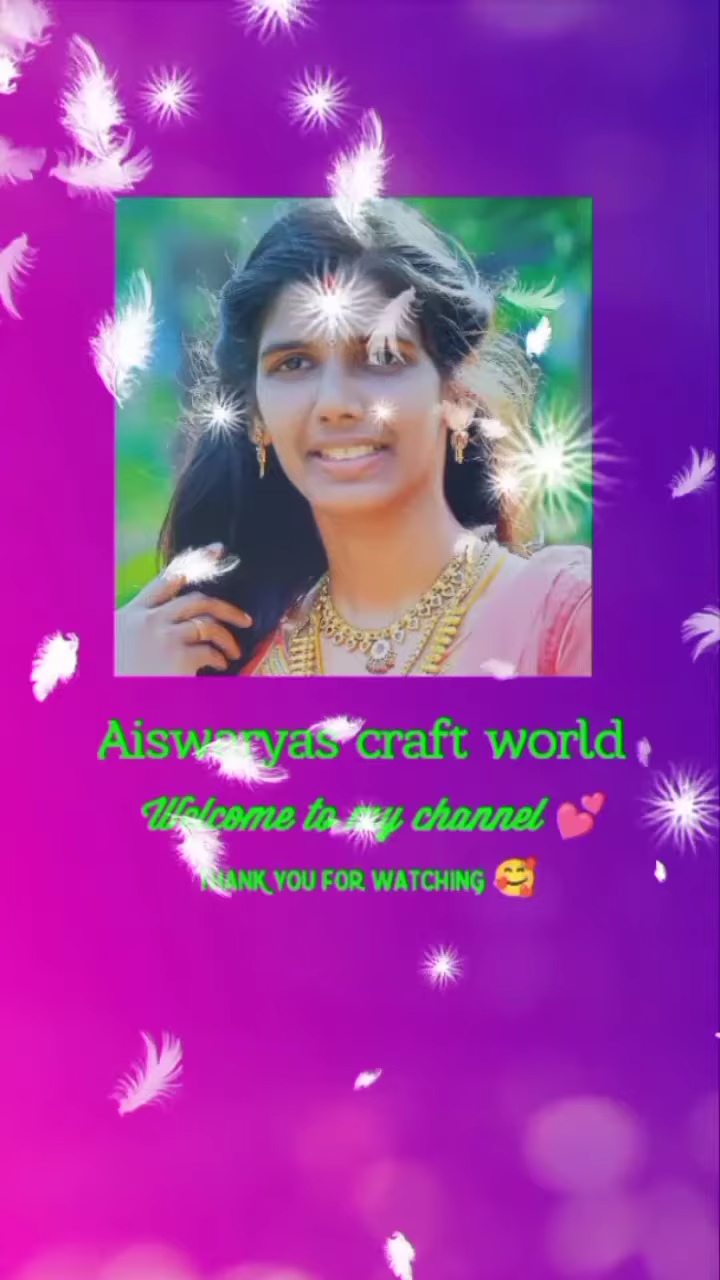 Aiswaryas craft world
Welcome to my channel 💕
THANK YOU FOR WATCHING 🥰